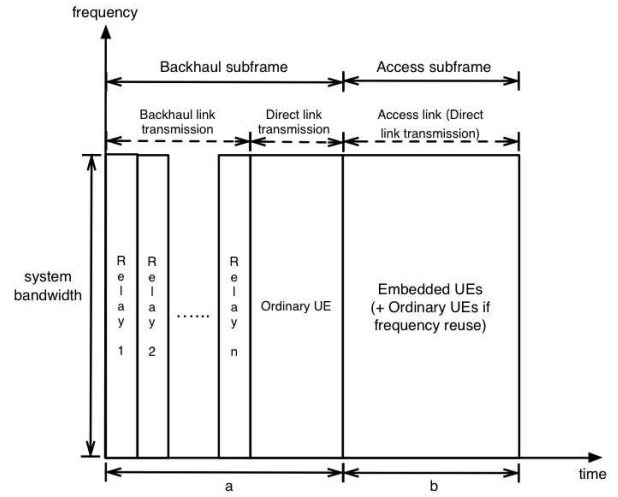 frequency
Backhaul subframe
Access subframe
Backhaul link
transmission
Direct link
transmission
Access link (Direct
link transmission)
system
bandwidth
Relay 1
Relay 2
......
Relay n
Ordinary UE
Embedded UEs
(+ Ordinary UEs if
frequency reuse)
time
a
b